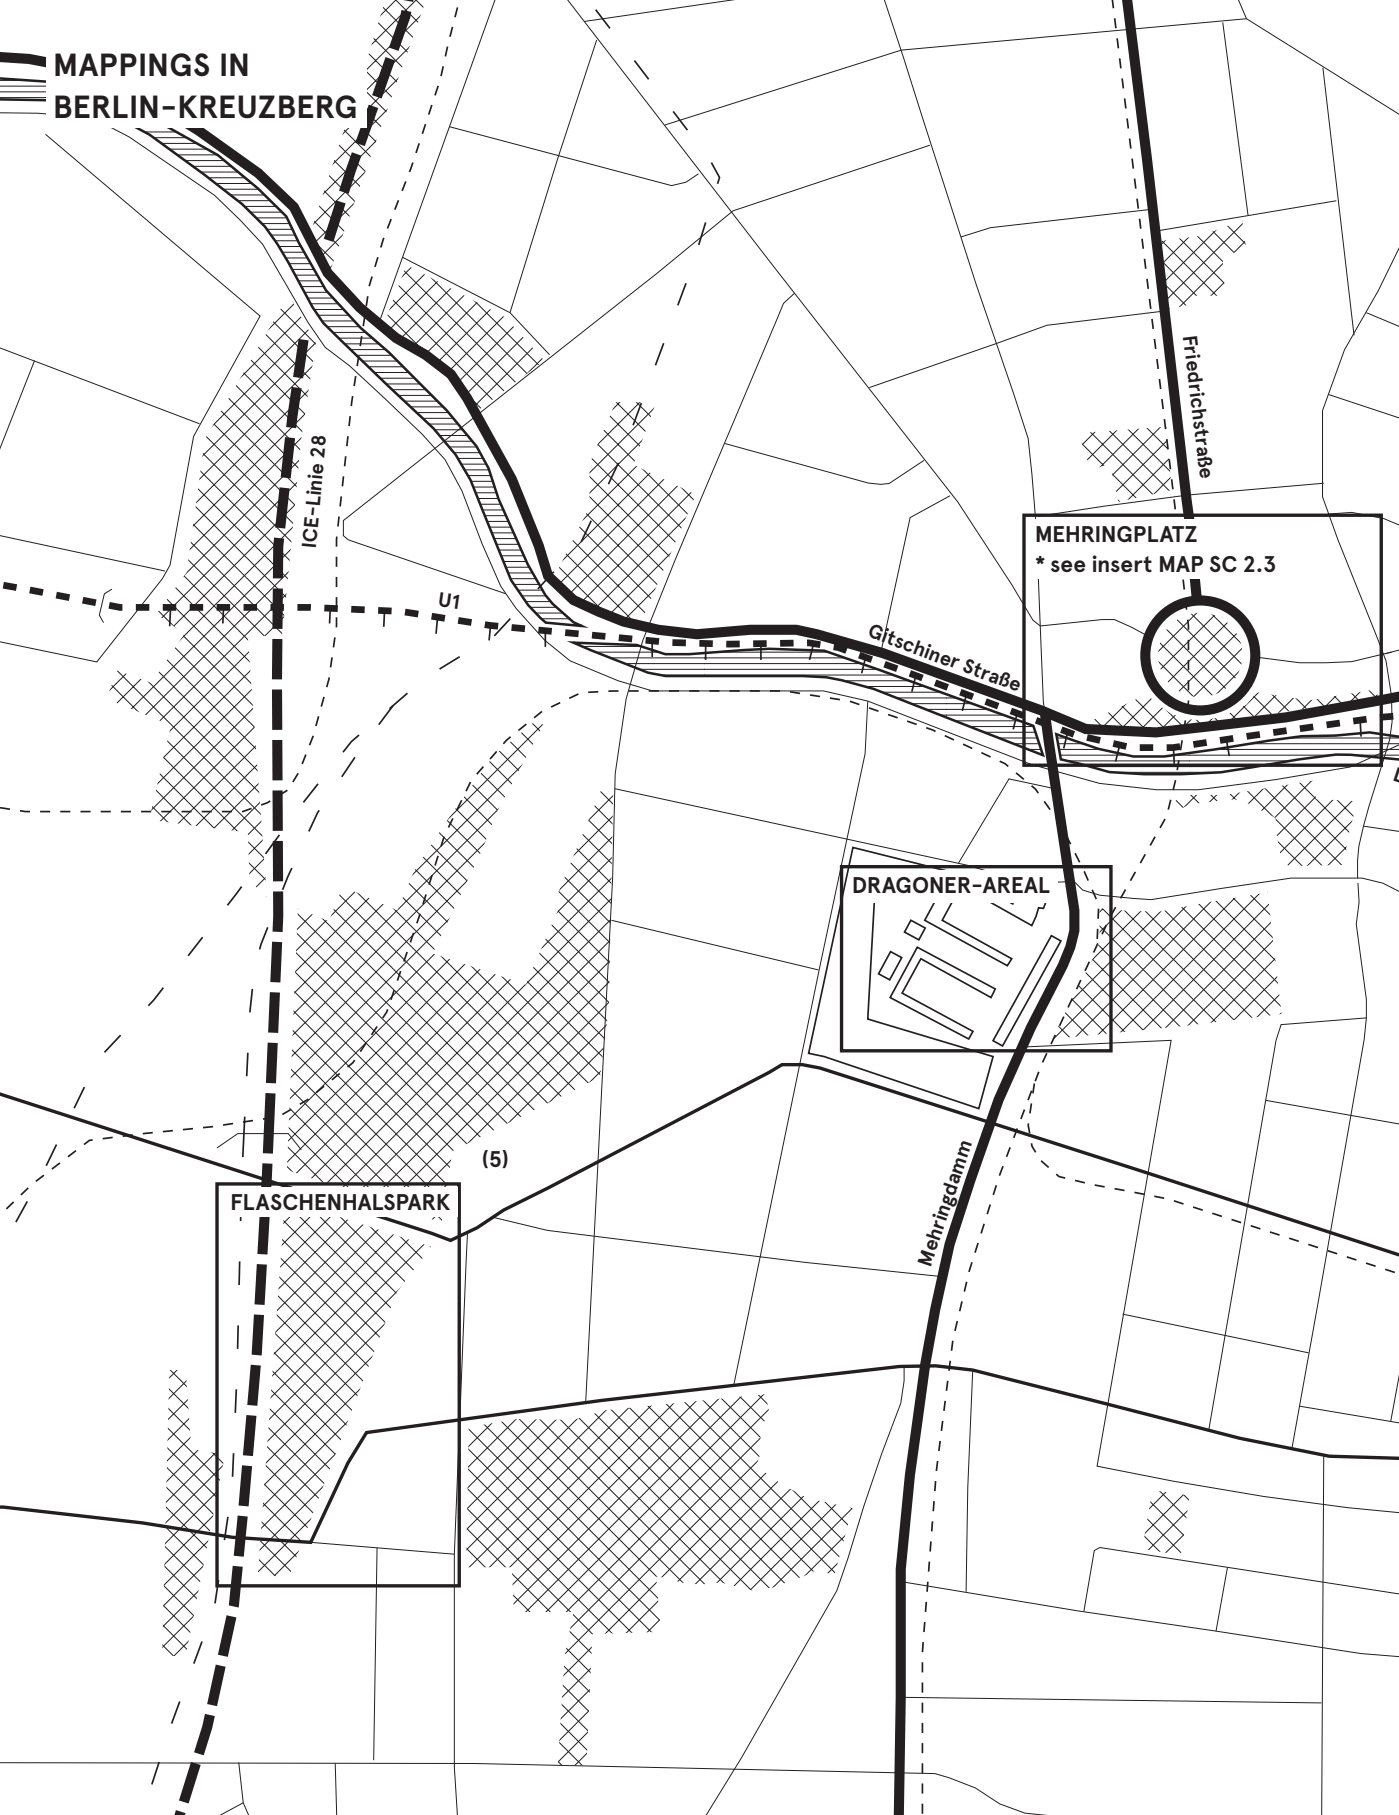 MAPPINGS IN
BERLIN-KREUZBERG
Friedrichstraße
ICE-Linie 28
MEHRINGPLATZ
* see insert MAP SC 2.3
U1
Gitschiner Straße
DRAGONER-AREAL
(5)
Mehringdamm
FLASCHENHALSPARK